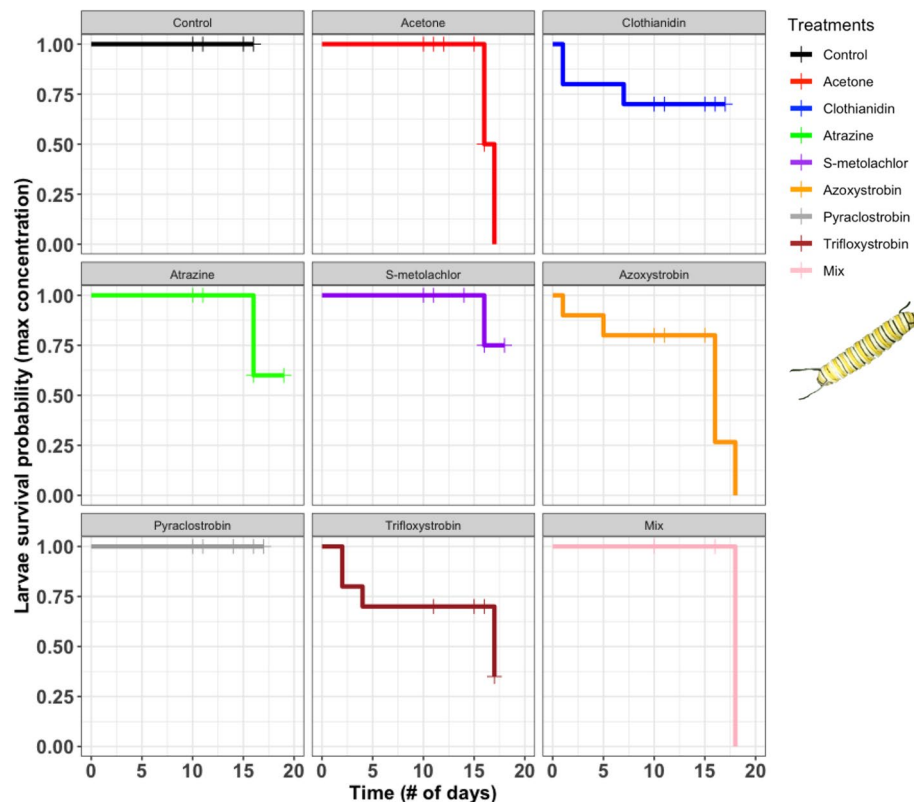 Control
Acetone
Clothianidin
Larvae survival probability (max concentration)
1.00
0.75
0.50
0.25
0.00
Atrazine
S-metolachlor
Azoxystrobin
1.00
0.75
0.50
0.25
0.00
Pyraclostrobin
Trifloxystrobin
Mix
1.00
0.75
0.50
0.25
0.00
0 5 10 15 20
0 5 10 15 20
0 5 10 15 20
Time (# of days)
Treatments
Control
Acetone
Clothianidin
Atrazine
S-metolachlor
Azoxystrobin
Pyraclostrobin
Trifloxystrobin
Mix